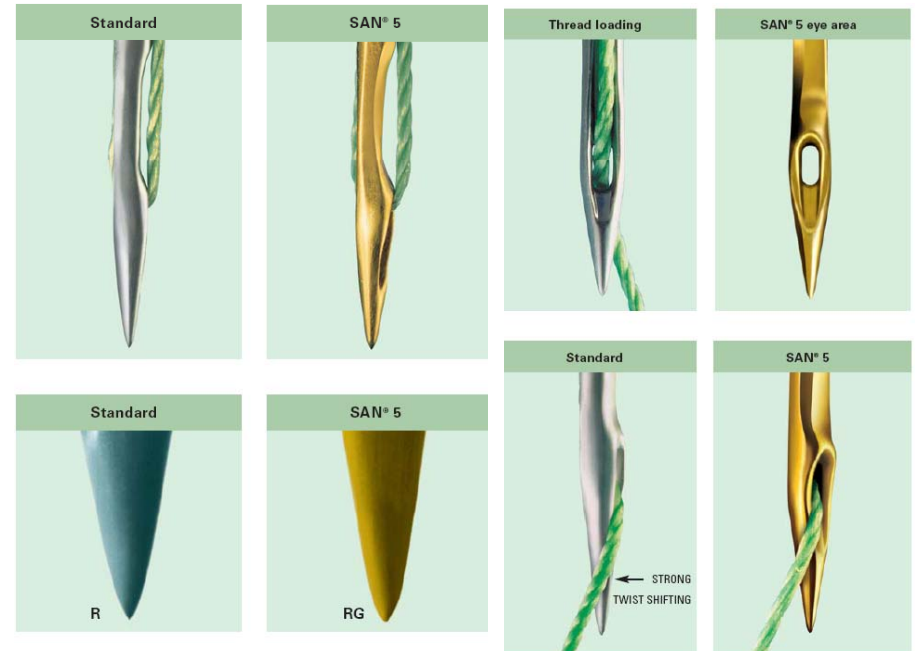 Standard
SAN® 5
Thread loading
SAN® 5 eye area
Standard
SAN® 5
STRONG
TWIST SHIFTING
Standard
SAN® 5
R
RG